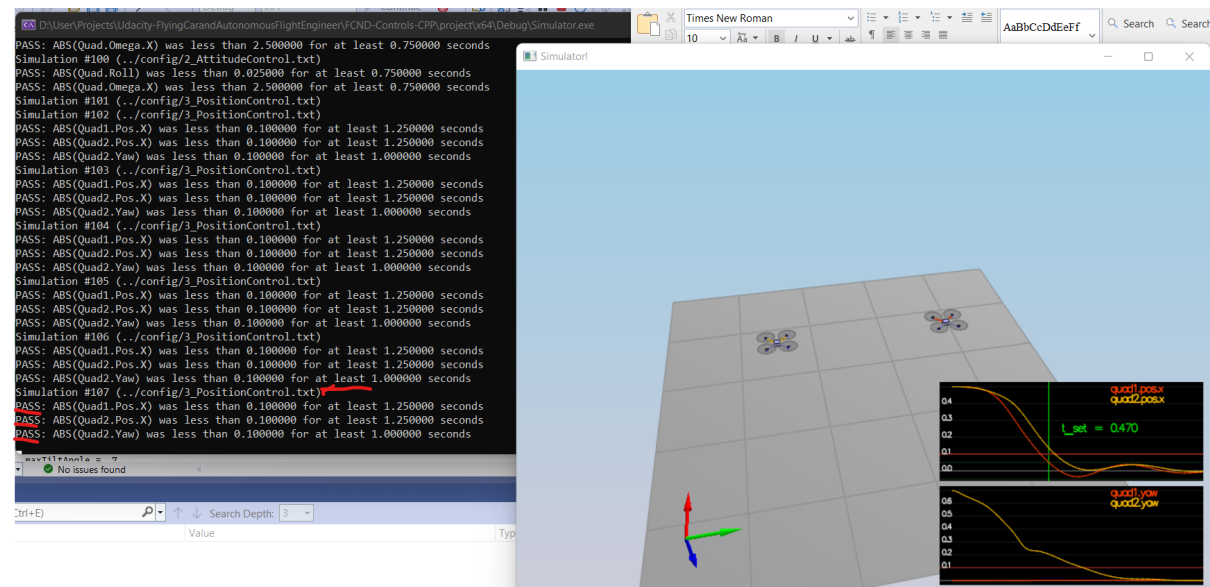 D:\User\Projects\Udacity-FlyingCarandAutonomousFlightEngineer\FCND-Controls-CPP\project\x64\Debug\Simulator.exe
PASS: ABS(Quad.Omega.X) was less than 2.500000 for at least 0.750000 seconds
Simulation #100 (../config/2_AttitudeControl.txt)
PASS: ABS(Quad.Roll) was less than 0.025000 for at least 0.750000 seconds
PASS: ABS(Quad.Omega.X) was less than 2.500000 for at least 0.750000 seconds
Simulation #101 (../config/3_PositionControl.txt)
Simulation #102 (../config/3_PositionControl.txt)
PASS: ABS(Quad1.Pos.X) was less than 0.100000 for at least 1.250000 seconds
PASS: ABS(Quad2.Pos.X) was less than 0.100000 for at least 1.250000 seconds
PASS: ABS(Quad2.Yaw) was less than 0.100000 for at least 1.000000 seconds
Simulation #103 (../config/3_PositionControl.txt)
PASS: ABS(Quad1.Pos.X) was less than 0.100000 for at least 1.250000 seconds
PASS: ABS(Quad2.Pos.X) was less than 0.100000 for at least 1.250000 seconds
PASS: ABS(Quad2.Yaw) was less than 0.100000 for at least 1.000000 seconds
Simulation #104 (../config/3_PositionControl.txt)
PASS: ABS(Quad1.Pos.X) was less than 0.100000 for at least 1.250000 seconds
PASS: ABS(Quad2.Pos.X) was less than 0.100000 for at least 1.250000 seconds
PASS: ABS(Quad2.Yaw) was less than 0.100000 for at least 1.000000 seconds
Simulation #105 (../config/3_PositionControl.txt)
PASS: ABS(Quad1.Pos.X) was less than 0.100000 for at least 1.250000 seconds
PASS: ABS(Quad2.Pos.X) was less than 0.100000 for at least 1.250000 seconds
PASS: ABS(Quad2.Yaw) was less than 0.100000 for at least 1.000000 seconds
Simulation #106 (../config/3_PositionControl.txt)
PASS: ABS(Quad1.Pos.X) was less than 0.100000 for at least 1.250000 seconds
PASS: ABS(Quad2.Pos.X) was less than 0.100000 for at least 1.250000 seconds
PASS: ABS(Quad2.Yaw) was less than 0.100000 for at least 1.000000 seconds
Simulation #107 (../config/3_PositionControl.txt)
PASS: ABS(Quad1.Pos.X) was less than 0.100000 for at least 1.250000 seconds
PASS: ABS(Quad2.Pos.X) was less than 0.100000 for at least 1.250000 seconds
PASS: ABS(Quad2.Yaw) was less than 0.100000 for at least 1.000000 seconds
maxTiltAngle = .7
No issues found
Ctrl+E)
Search Depth: 3
Value
Typ
Times New Roman
10
B I U ab
AaBbCcDdEeFf
Search
Search
Simulator!
quad1.pos.x
quad2.pos.x
0.4
0.3
t_set = 0.470
0.2
0.1
0.0
quad1.yaw
quad2.yaw
0.6
0.5
0.4
0.3
0.2
0.1